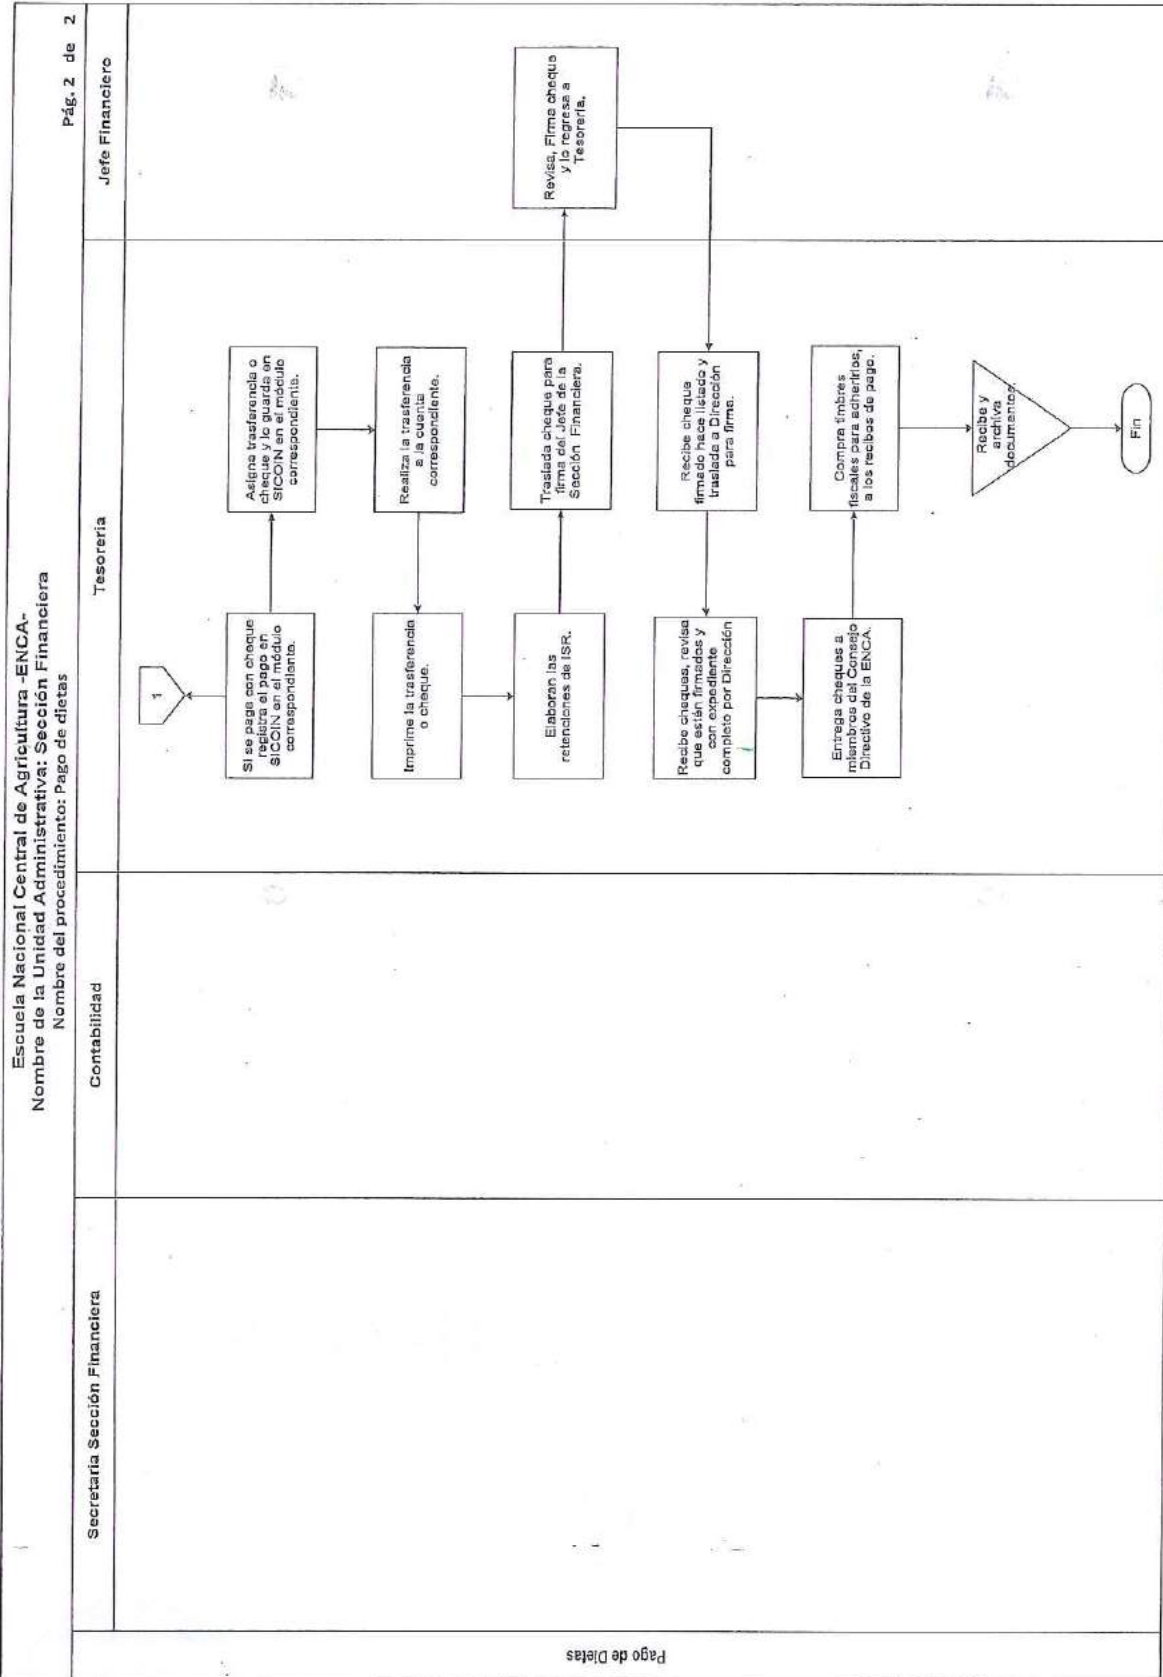 Escuela Nacional Central de Agricultura -ENCA-
Nombre de la Unidad Administrativa: Sección Financiera
Nombre del procedimiento: Pago de dietas
Pág. 2 de 2
Secretaria Sección Financiera
Contabilidad
Tesorería
Jefe Financiero
Pago de Dietas
1
Si se paga con cheque
registra el pago en
SICOIN en el módulo
correspondiente.
Asigna trasferencia o
cheque y lo guarda en
SICOIN en el módulo
correspondiente.
Realiza la trasferencia
a la cuenta
correspondiente.
Imprime la trasferencia
o cheque.
Elaboran las
retenciones de ISR.
Traslada cheque para
firma del Jefe de la
Sección Financiera.
Revisa, Firma cheque
y lo regresa a
Tesorería.
Recibe cheque
firmado hace listado y
traslada a Dirección
para firma.
Recibe cheques, revisa
que estén firmados y
con expediente
completo por Dirección
Entrega cheques a
miembros del Consejo
Directivo de la ENCA.
Compra timbres
fiscales para adherirlos,
a los recibos de pago.
Recibe y
archiva
documentos.
Fin